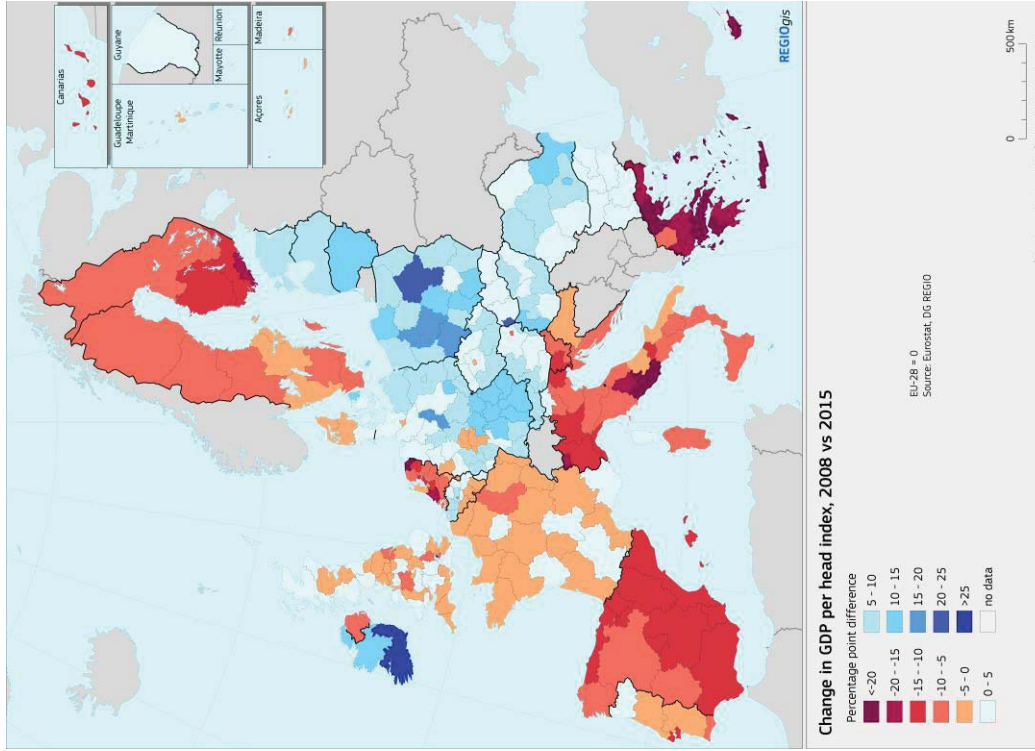 Canarias
Guadeloupe
Martinique
Guyane
Mayotte
Réunion
Açores
Madeira
REGIOgis
Change in GDP per head index, 2008 vs 2015
Percentage point difference
<-20
-20 - -15
-15 - -10
-10 - -5
-5 - 0
0 - 5
5 - 10
10 - 15
15 - 20
20 - 25
>25
no data
EU-28 = 0
Source: Eurostat, DG REGIO
0
500 km